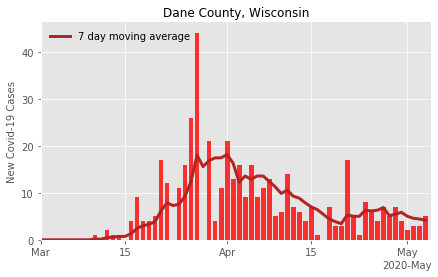 Dane County, Wisconsin
7 day moving average
New Covid-19 Cases
40
30
20
10
0
Mar
15
Apr
15
May
2020-May